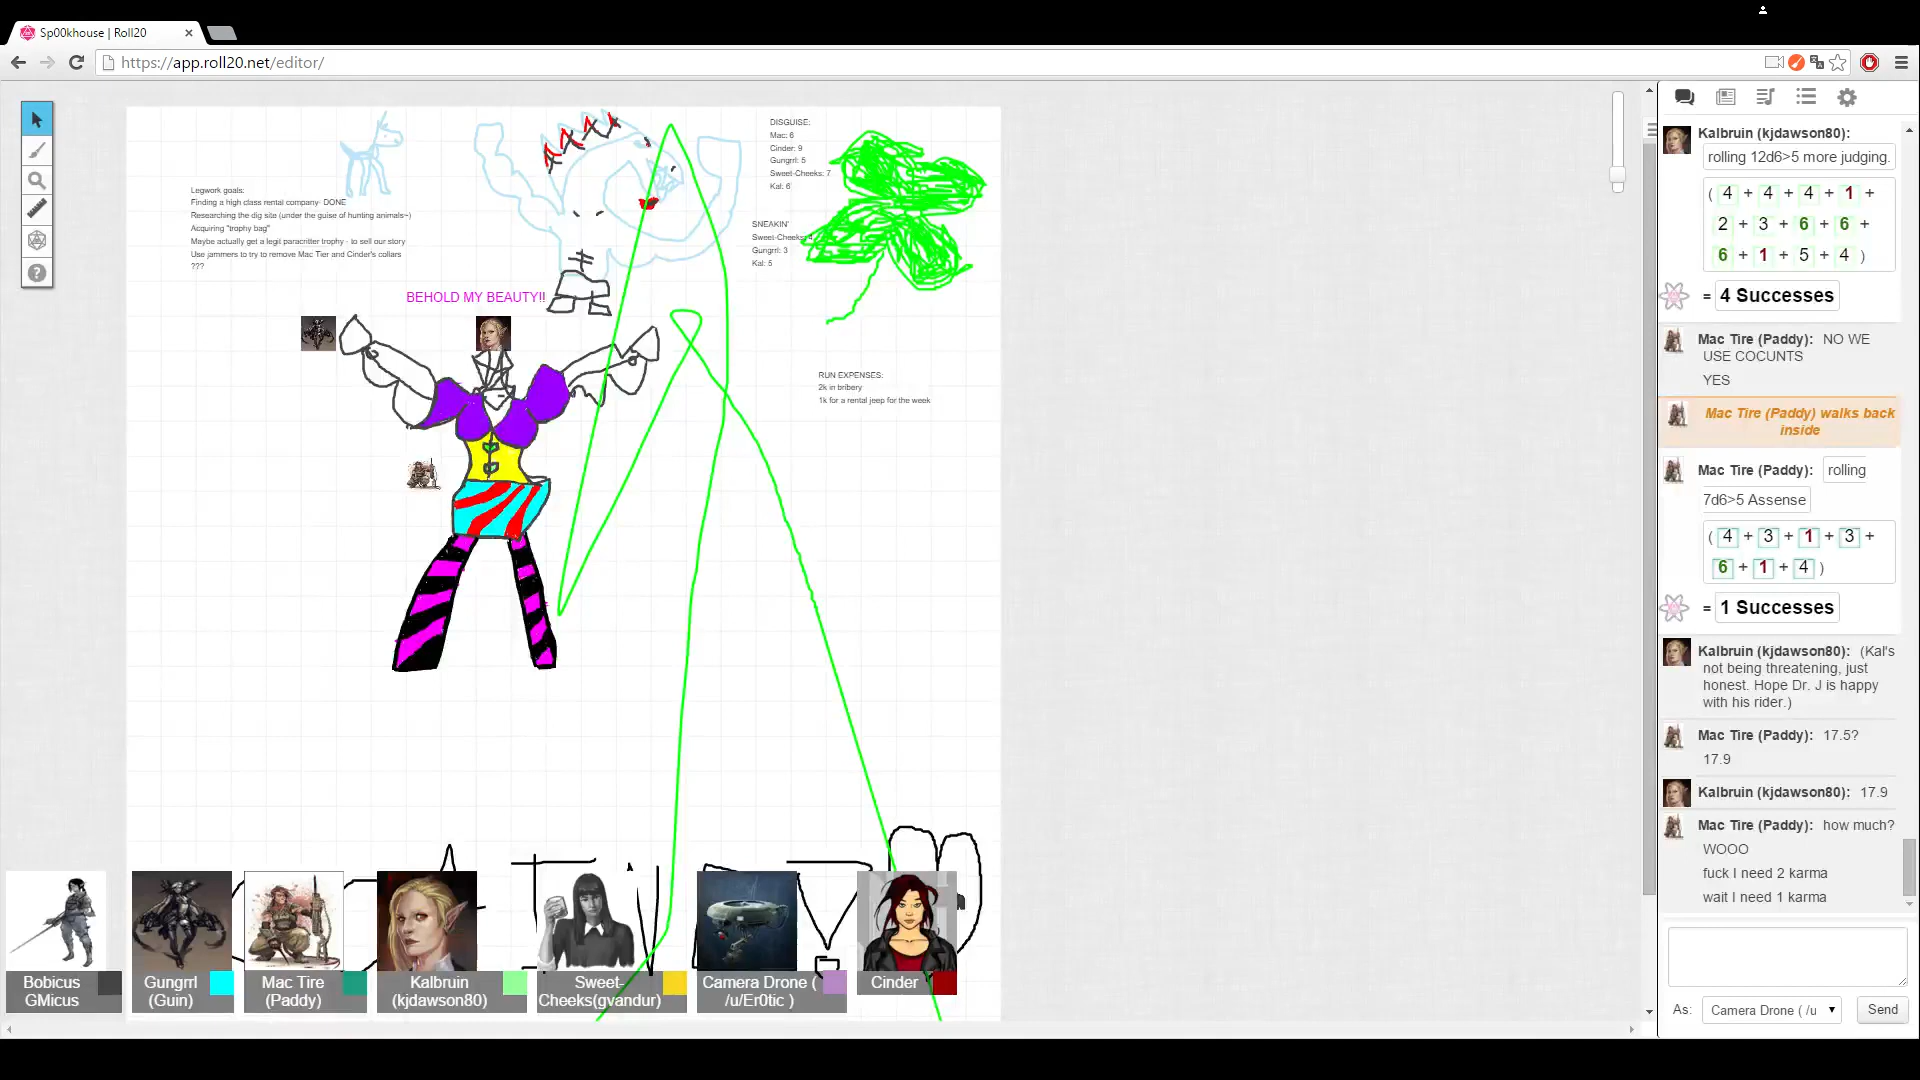 Sp00khouse | Roll20
https://app.roll20.net/editor/
Legwork goals:
Finding a high class rental company- DONE
Researching the dig site (under the guise of hunting animals~)
Acquiring "trophy bag"
Maybe actually get a legit paracritter trophy - to sell our story
Use jammers to try to remove Mac Tier and Cinder's collars
???
DISGUISE:
Mac: 6
Cinder: 9
Gungrrl: 5
Sweet-Cheeks: 7
Kal: 6
SNEAKIN'
Sweet-Cheeks: 4
Gungrrl: 3
Kal: 5
BEHOLD MY BEAUTY!!
RUN EXPENSES:
2k in bribery
1k for a rental jeep for the week
Bobicus
GMicus
Gungrrl
(Guin)
Mac Tire
(Paddy)
Kalbruin
(kjdawson80)
Sweet-
Cheeks(gvandur)
Camera Drone (
/u/Er0tic )
Cinder
Kalbruin (kjdawson80):
rolling 12d6>5 more judging.
( 4 + 4 + 4 + 1 +
2 + 3 + 6 + 6 +
6 + 1 + 5 + 4 )
= 4 Successes
Mac Tire (Paddy): NO WE
USE COCUNTS
YES
Mac Tire (Paddy) walks back
inside
Mac Tire (Paddy): rolling
7d6>5 Assense
( 4 + 3 + 1 + 3 +
6 + 1 + 4 )
= 1 Successes
Kalbruin (kjdawson80): (Kal's
not being threatening, just
honest. Hope Dr. J is happy
with his rider.)
Mac Tire (Paddy): 17.5?
17.9
Kalbruin (kjdawson80): 17.9
Mac Tire (Paddy): how much?
WOOO
fuck I need 2 karma
wait I need 1 karma
As: Camera Drone ( /u
Send